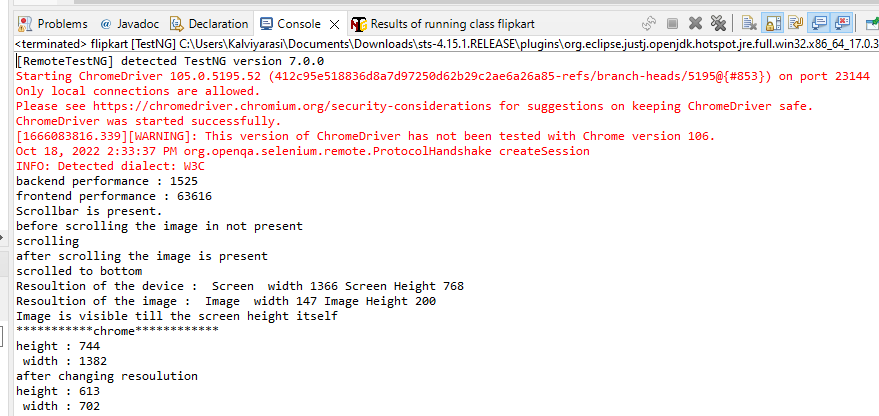 Problems @ Javadoc Declaration Console Results of running class flipkart
<terminated> flipkart [TestNG] C:\Users\Kalviyarasi\Documents\Downloads\sts-4.15.1.RELEASE\plugins\org.eclipse.justj.openjdk.hotspot.jre.full.win32.x86_64_17.0.3
[RemoteTestNG] detected TestNG version 7.0.0
Starting ChromeDriver 105.0.5195.52 (412c95e518836d8a7d97250d62b29c2ae6a26a85-refs/branch-heads/5195@{#853}) on port 23144
Only local connections are allowed.
Please see https://chromedriver.chromium.org/security-considerations for suggestions on keeping ChromeDriver safe.
ChromeDriver was started successfully.
[1666083816.339][WARNING]: This version of ChromeDriver has not been tested with Chrome version 106.
Oct 18, 2022 2:33:37 PM org.openqa.selenium.remote.ProtocolHandshake createSession
INFO: Detected dialect: W3C
backend performance : 1525
frontend performance : 63616
Scrollbar is present.
before scrolling the image in not present
scrolling
after scrolling the image is present
scrolled to bottom
Resoultion of the device :  Screen  width 1366 Screen Height 768
Resoultion of the image :  Image  width 147 Image Height 200
Image is visible till the screen height itself
***********chrome************
height : 744
 width : 1382
after changing resoulution
height : 613
 width : 702